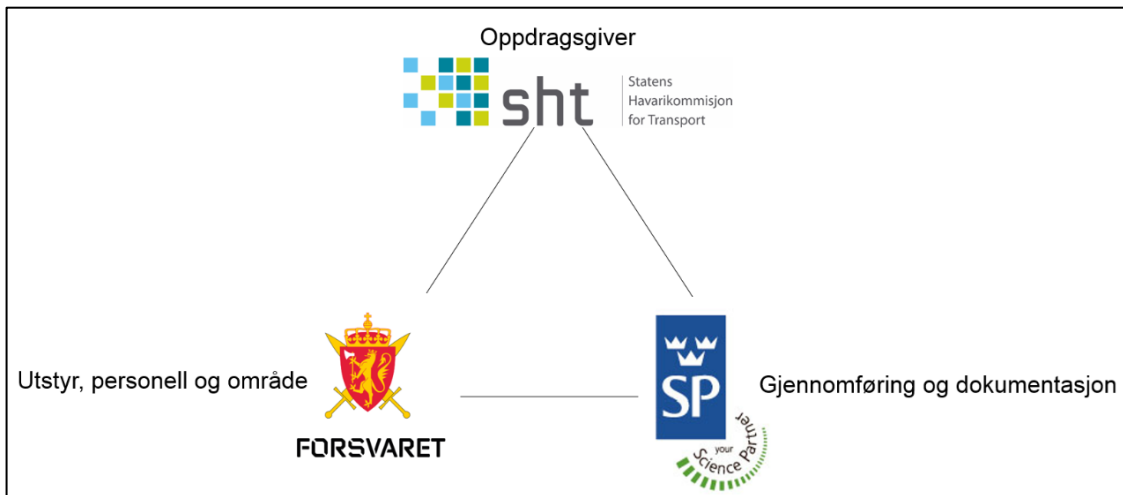 Oppdragsgiver
sht
Statens
Havarikommisjon
for Transport
Utstyr, personell og område
FORSVARET
SP
your
Science Partner
Gjennomføring og dokumentasjon